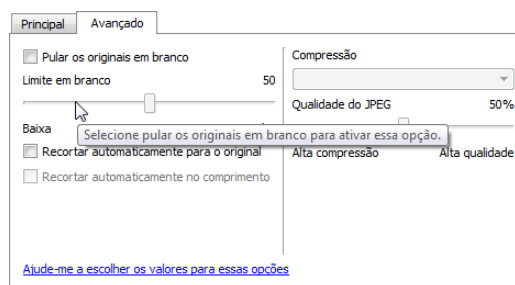 Principal
Avançado
Pular os originais em branco
Limite em branco 50
Baixa
Selecione pular os originais em branco para ativar essa opção.
Recortar automaticamente para o original
Recortar automaticamente no comprimento
Compressão
Qualidade do JPEG 50%
Alta compressão Alta qualidade
Ajude-me a escolher os valores para essas opções